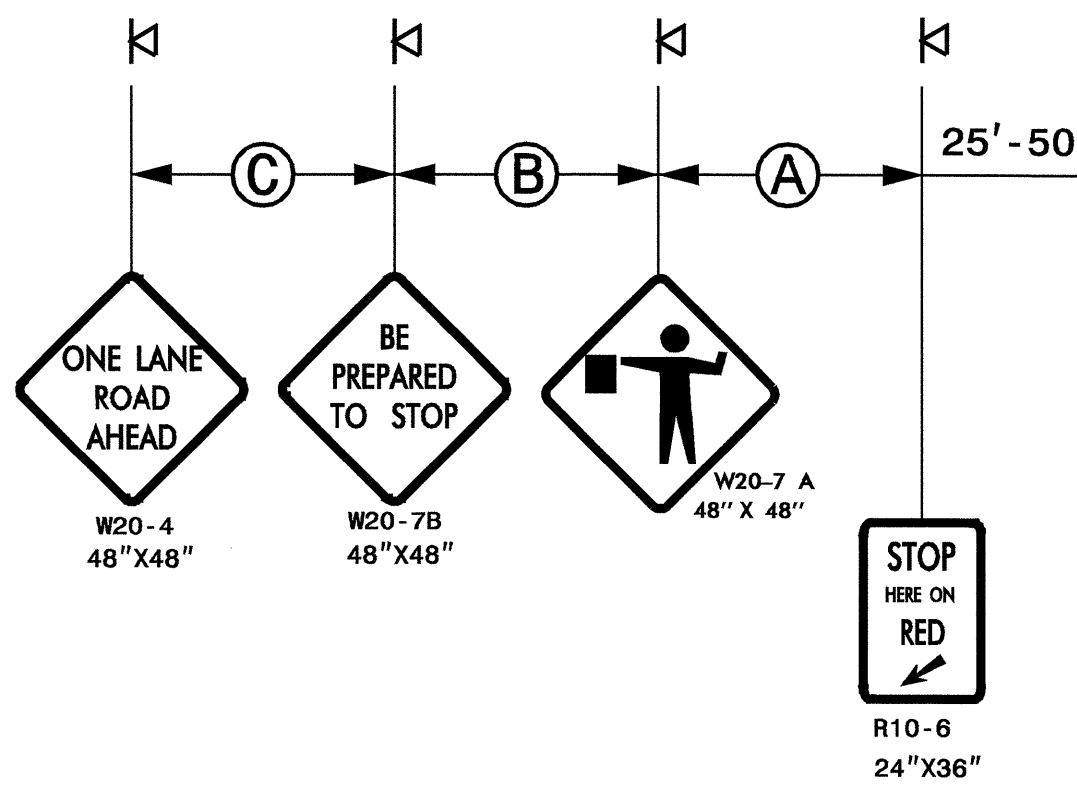 25'-50
C
B
A
ONE LANE
ROAD
AHEAD
W20-4
48"X48"
BE
PREPARED
TO STOP
W20-7B
48"X48"
W20-7 A
48" X 48"
STOP
HERE ON
RED
R10-6
24"X36"